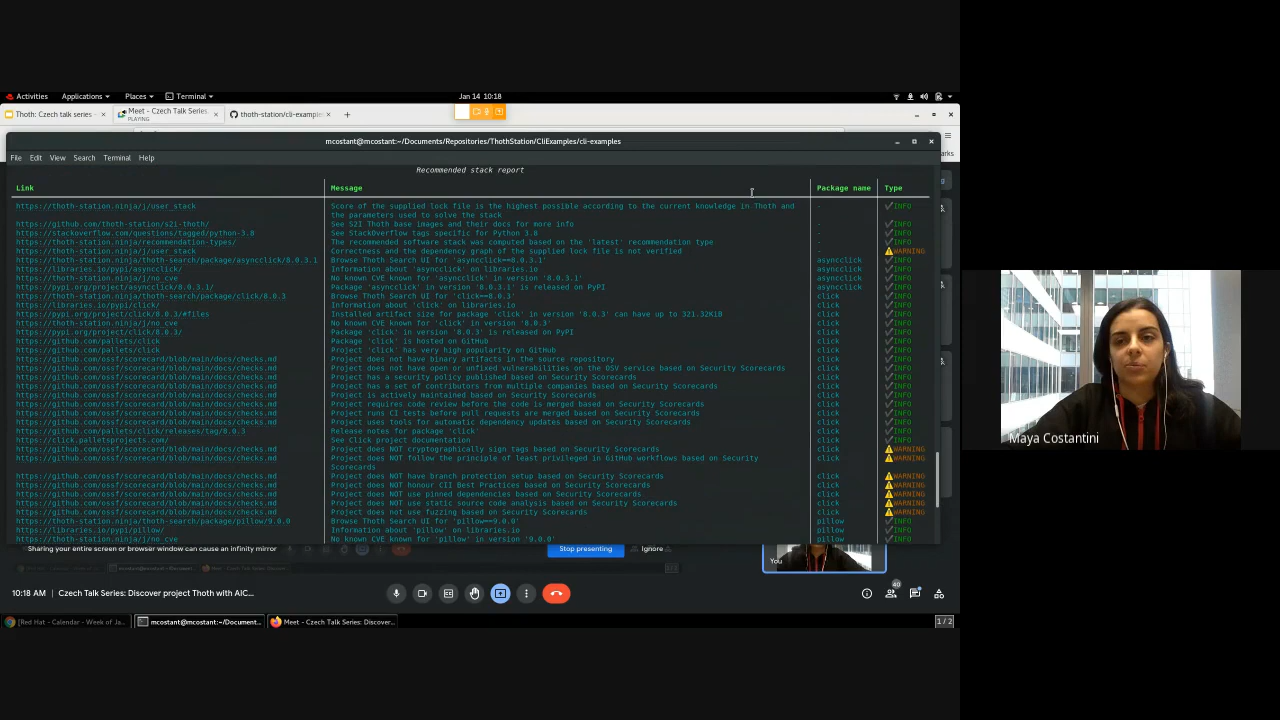 Activities Applications Places Terminal Jan 14 10:18
Thoth: Czech talk series - × Meet - Czech Talk Series × thoth-station/cli-examples × +
PLAYING
mcostant@mcostant:~/Documents/Repositories/ThothStation/CliExamples/cli-examples
File Edit View Search Terminal Help
Recommended stack report
Link Message Package name Type
https://thoth-station.ninja/j/user_stack Score of the supplied lock file is the highest possible according to the current knowledge in Thoth and - INFO
the parameters used to solve the stack
https://github.com/thoth-station/s2i-thoth/ See S2I Thoth base images and their docs for more info - INFO
https://stackoverflow.com/questions/tagged/python-3.8 See StackOverflow tags specific for Python 3.8 - INFO
https://thoth-station.ninja/recommendation-types/ The recommended software stack was computed based on the 'latest' recommendation type - INFO
https://thoth-station.ninja/j/user_stack Correctness and the dependency graph of the supplied lock file is not verified - WARNING
https://thoth-station.ninja/thoth-search/package/asyncclick/8.0.3.1 Browse Thoth Search UI for 'asyncclick==8.0.3.1' asyncclick INFO
https://libraries.io/pypi/asyncclick/ Information about 'asyncclick' on libraries.io asyncclick INFO
https://thoth-station.ninja/j/no_cve No known CVE known for 'asyncclick' in version '8.0.3.1' asyncclick INFO
https://pypi.org/project/asyncclick/8.0.3.1/ Package 'asyncclick' in version '8.0.3.1' is released on PyPI asyncclick INFO
https://thoth-station.ninja/thoth-search/package/click/8.0.3 Browse Thoth Search UI for 'click==8.0.3' click INFO
https://libraries.io/pypi/click/ Information about 'click' on libraries.io click INFO
https://pypi.org/project/click/8.0.3/#files Installed artifact size for package 'click' in version '8.0.3' can have up to 321.32KiB click INFO
https://thoth-station.ninja/j/no_cve No known CVE known for 'click' in version '8.0.3' click INFO
https://pypi.org/project/click/8.0.3/ Package 'click' in version '8.0.3' is released on PyPI click INFO
https://github.com/pallets/click Package 'click' is hosted on GitHub click INFO
https://github.com/pallets/click Project 'click' has very high popularity on GitHub click INFO
https://github.com/ossf/scorecard/blob/main/docs/checks.md Project does not have binary artifacts in the source repository click INFO
https://github.com/ossf/scorecard/blob/main/docs/checks.md Project does not have open or unfixed vulnerabilities on the OSV service based on Security Scorecards click INFO
https://github.com/ossf/scorecard/blob/main/docs/checks.md Project has a security policy published based on Security Scorecards click INFO
https://github.com/ossf/scorecard/blob/main/docs/checks.md Project has a set of contributors from multiple companies based on Security Scorecards click INFO
https://github.com/ossf/scorecard/blob/main/docs/checks.md Project is actively maintained based on Security Scorecards click INFO
https://github.com/ossf/scorecard/blob/main/docs/checks.md Project requires code review before the code is merged based on Security Scorecards click INFO
https://github.com/ossf/scorecard/blob/main/docs/checks.md Project runs CI tests before pull requests are merged based on Security Scorecards click INFO
https://github.com/ossf/scorecard/blob/main/docs/checks.md Project uses tools for automatic dependency updates based on Security Scorecards click INFO
https://github.com/pallets/click/releases/tag/8.0.3 Release notes for package 'click' click INFO
https://click.palletsprojects.com/ See Click project documentation click INFO
https://github.com/ossf/scorecard/blob/main/docs/checks.md Project does NOT cryptographically sign tags based on Security Scorecards click WARNING
https://github.com/ossf/scorecard/blob/main/docs/checks.md Project does NOT follow the principle of least privileged in GitHub workflows based on Security click WARNING
Scorecards
https://github.com/ossf/scorecard/blob/main/docs/checks.md Project does NOT have branch protection setup based on Security Scorecards click WARNING
https://github.com/ossf/scorecard/blob/main/docs/checks.md Project does NOT honour CII Best Practices based on Security Scorecards click WARNING
https://github.com/ossf/scorecard/blob/main/docs/checks.md Project does NOT use pinned dependencies based on Security Scorecards click WARNING
https://github.com/ossf/scorecard/blob/main/docs/checks.md Project does NOT use static source code analysis based on Security Scorecards click WARNING
https://github.com/ossf/scorecard/blob/main/docs/checks.md Project does NOT use fuzzing based on Security Scorecards click WARNING
https://thoth-station.ninja/thoth-search/package/pillow/9.0.0 Browse Thoth Search UI for 'pillow==9.0.0' pillow INFO
https://libraries.io/pypi/pillow/ Information about 'pillow' on libraries.io pillow INFO
https://thoth-station.ninja/j/no_cve No known CVE known for 'pillow' in version '9.0.0' pillow INFO
Sharing your entire screen or browser window can cause an infinity mirror Stop presenting Ignore
You
40
10:18 AM | Czech Talk Series: Discover project Thoth with AIC...
[Red Hat - Calendar - Week of Ja... mcostant@mcostant:~/Document... Meet - Czech Talk Series: Discover... 1 / 2
Maya Costantini